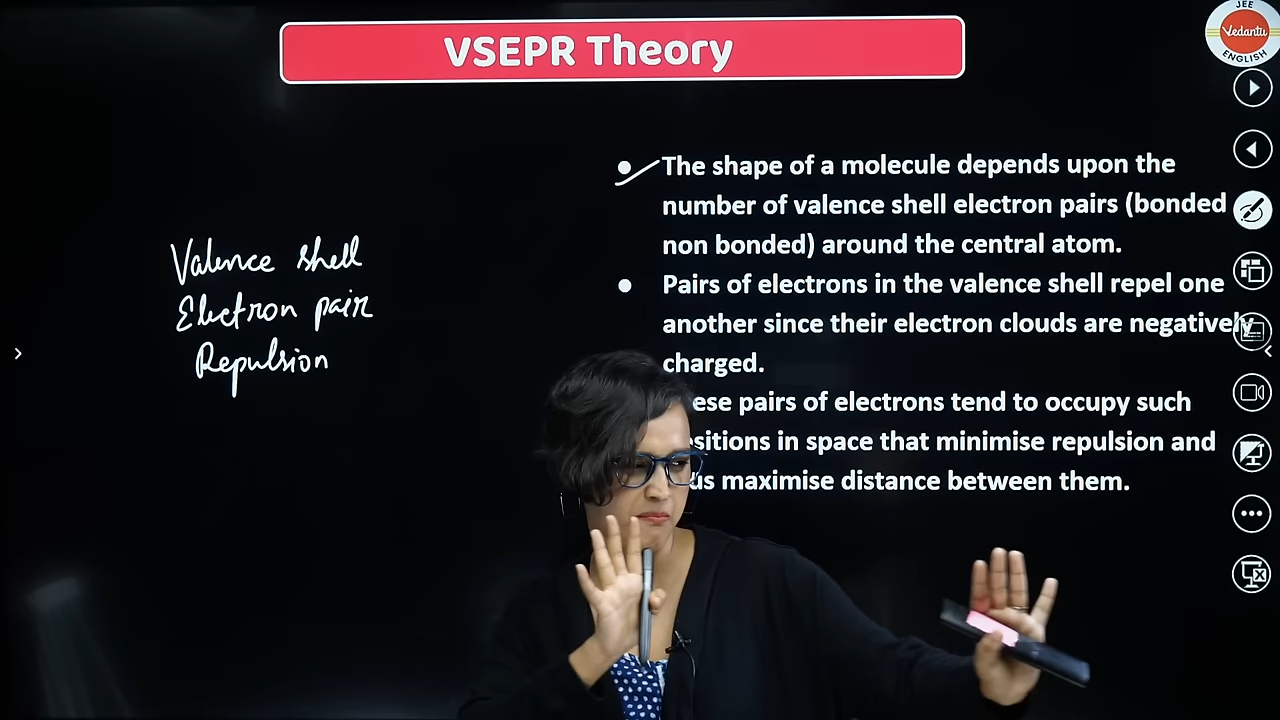 VSEPR Theory
JEE
Vedantu
ENGLISH
Valence shell
Electron pair
Repulsion
The shape of a molecule depends upon the
number of valence shell electron pairs (bonded
non bonded) around the central atom.
Pairs of electrons in the valence shell repel one
another since their electron clouds are negatively
charged.
ese pairs of electrons tend to occupy such
sitions in space that minimise repulsion and
us maximise distance between them.